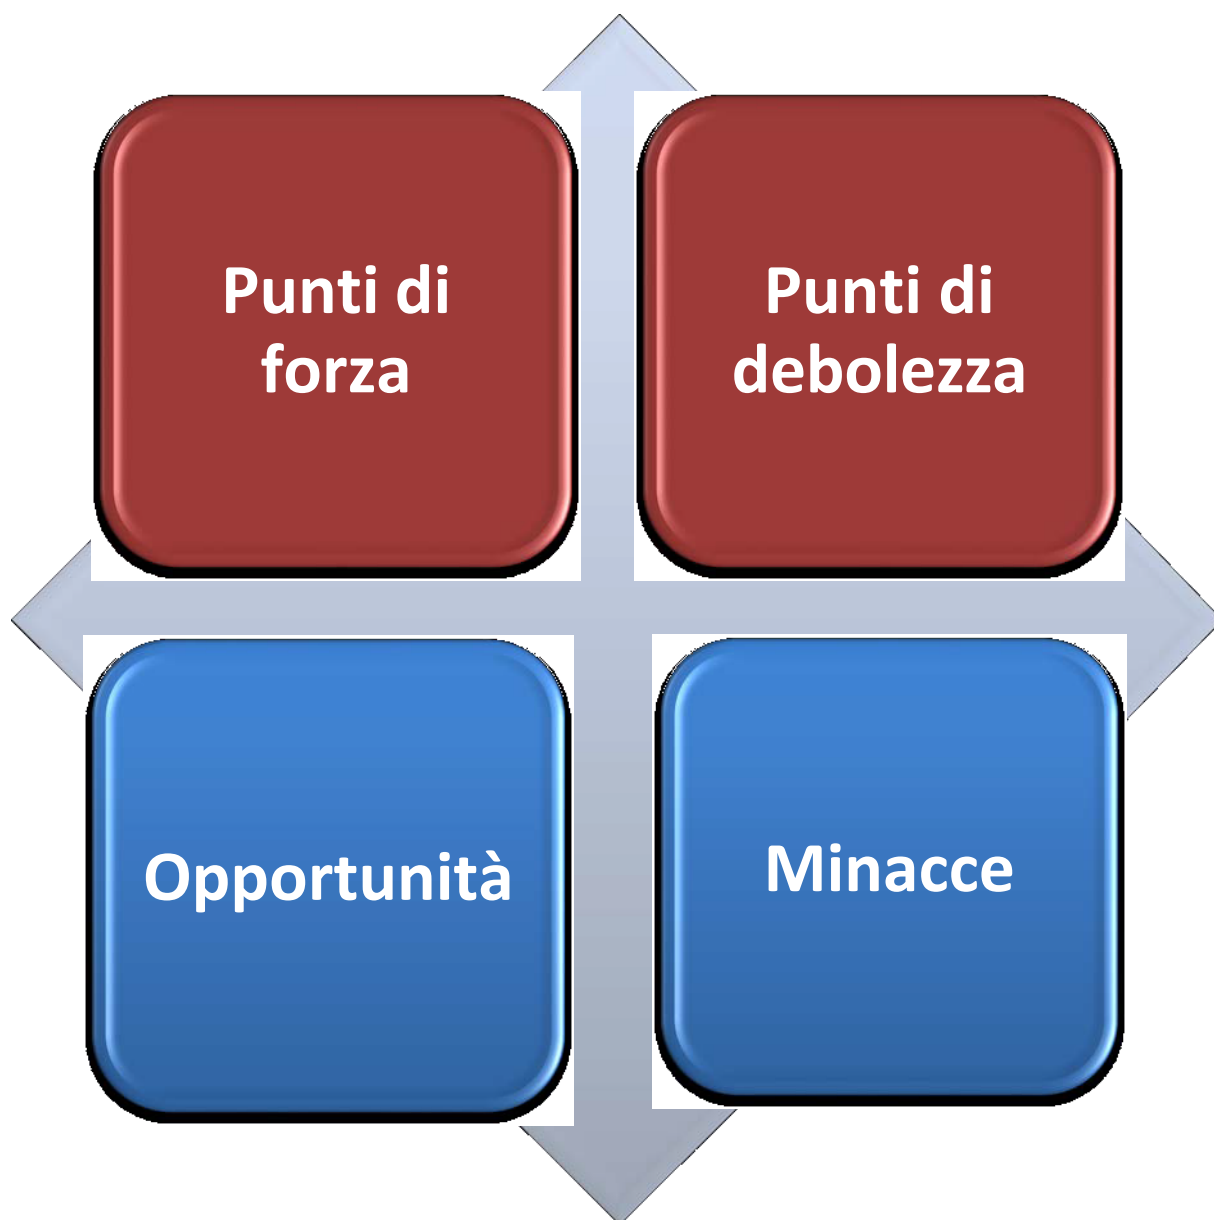 Punti di
forza
Punti di
debolezza
Opportunità
Minacce